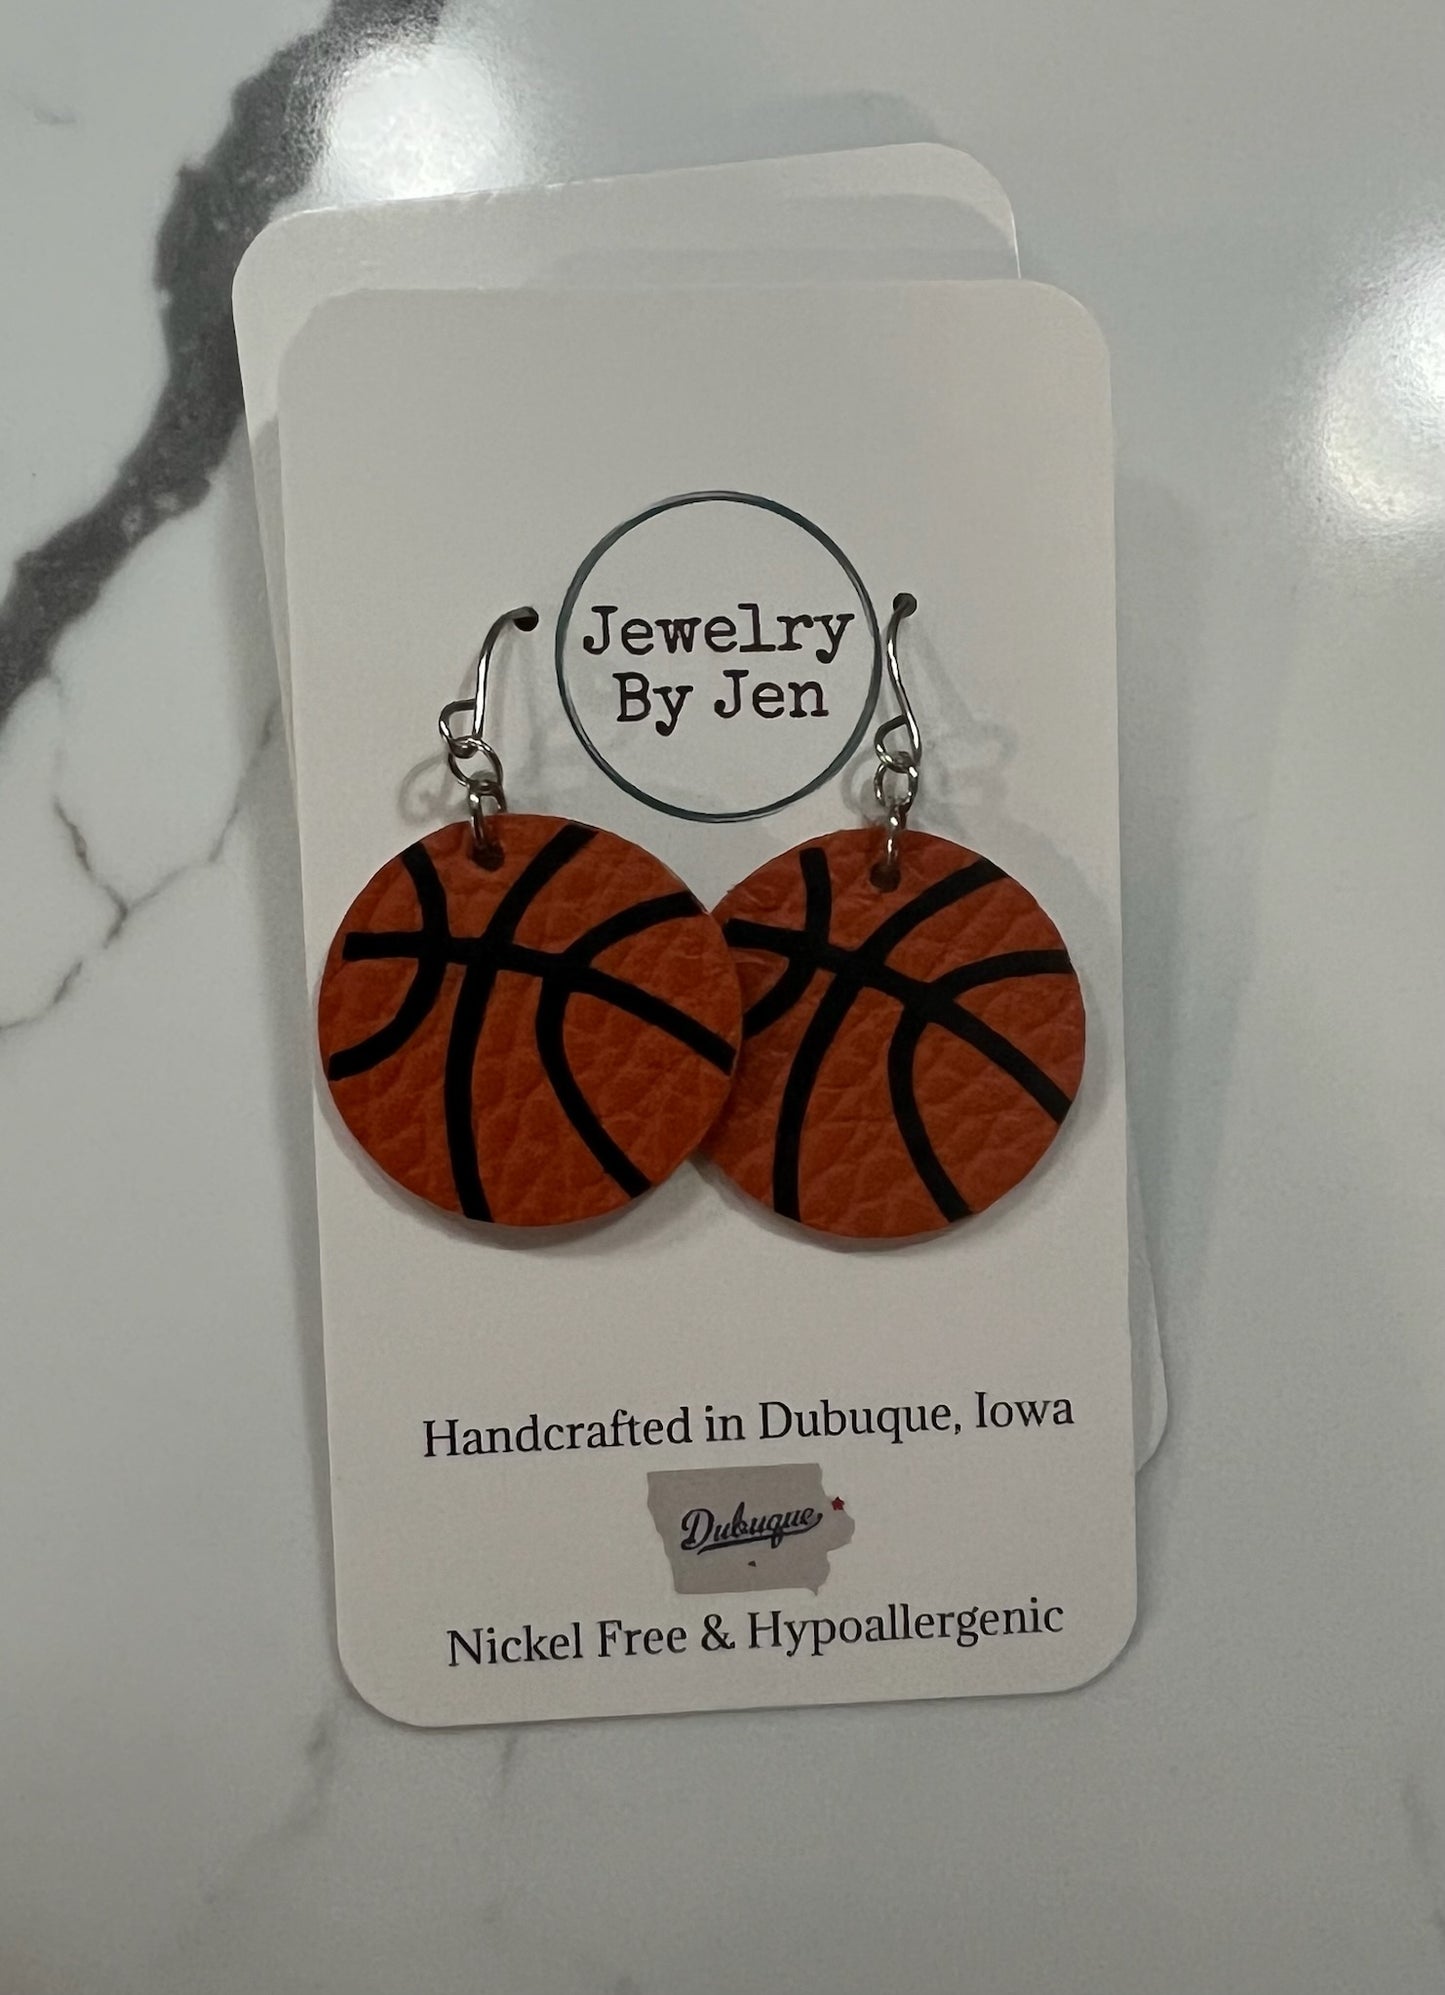 Jewelry
By Jen
Handcrafted in Dubuque, Iowa
Dubuque
Nickel Free & Hypoallergenic